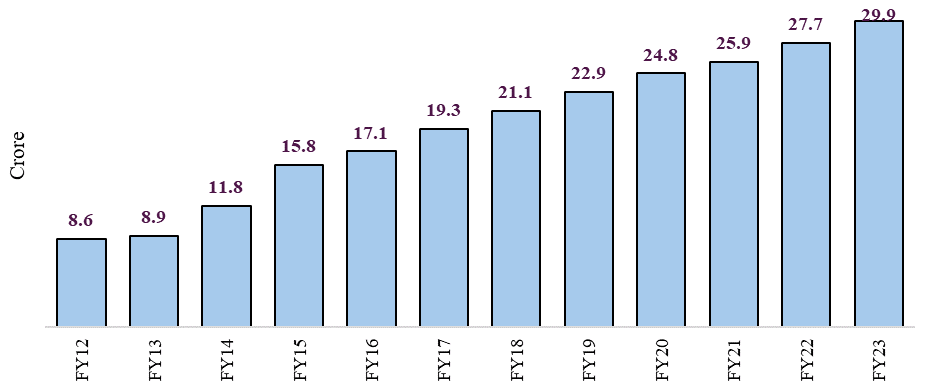 Crore
8.6
8.9
11.8
15.8
17.1
19.3
21.1
22.9
24.8
25.9
27.7
29.9
FY12
FY13
FY14
FY15
FY16
FY17
FY18
FY19
FY20
FY21
FY22
FY23